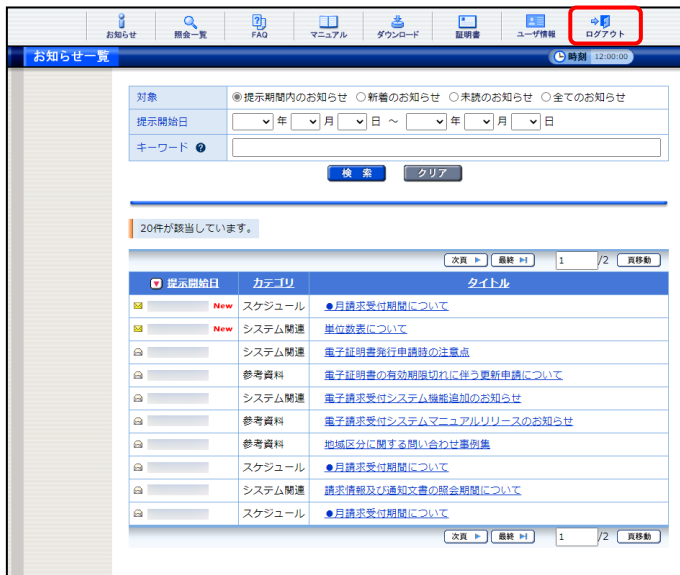 お知らせ 照会一覧 FAQ マニュアル ダウンロード 証明書 ユーザ情報 ログアウト
お知らせ一覧 時刻 12:00:00
対象 提示期間内のお知らせ 新着のお知らせ 未読のお知らせ 全てのお知らせ
提示開始日 年 月 日 ～ 年 月 日
キーワード ?
検 索 クリア
20件が該当しています。
次頁 最終 1 /2 頁移動
提示開始日 カテゴリ タイトル
New スケジュール ●月請求受付期間について
New システム関連 単位数表について
システム関連 電子証明書発行申請時の注意点
参考資料 電子証明書の有効期限切れに伴う更新申請について
システム関連 電子請求受付システム機能追加のお知らせ
参考資料 電子請求受付システムマニュアルリリースのお知らせ
参考資料 地域区分に関する問い合わせ事例集
スケジュール ●月請求受付期間について
システム関連 請求情報及び通知文書の照会期間について
スケジュール ●月請求受付期間について
次頁 最終 1 /2 頁移動